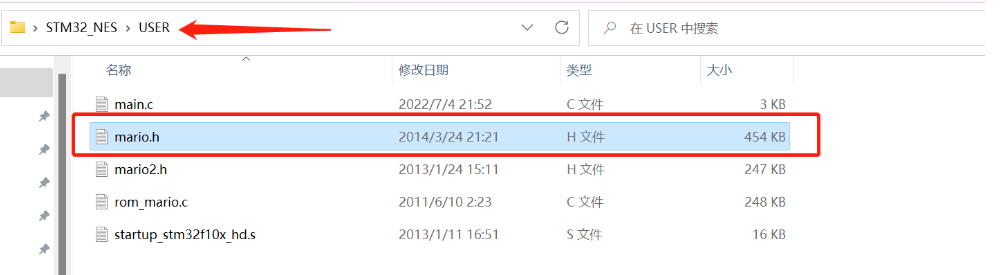 STM32_NES > USER
在 USER 中搜索
名称 修改日期 类型 大小
main.c 2022/7/4 21:52 C 文件 3 KB
mario.h 2014/3/24 21:21 H 文件 454 KB
mario2.h 2013/1/24 15:11 H 文件 247 KB
rom_mario.c 2011/6/10 2:23 C 文件 248 KB
startup_stm32f10x_hd.s 2013/1/11 16:51 S 文件 16 KB